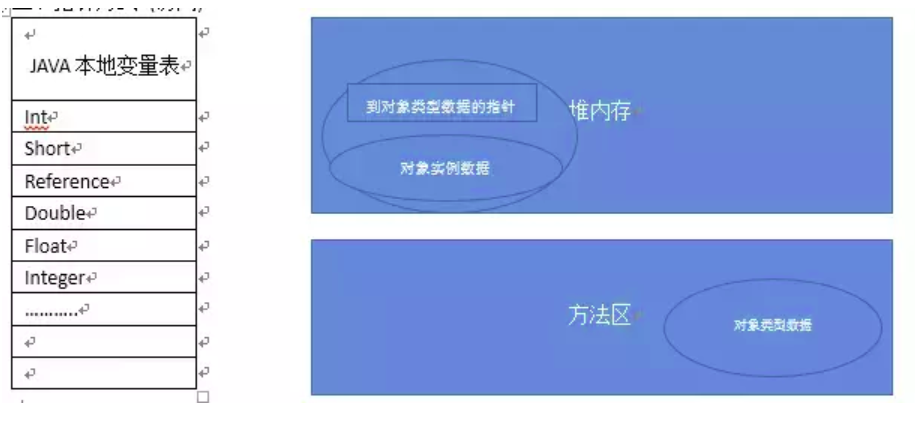 JAVA 本地变量表
Int
Short
Reference
Double
Float
Integer
………..
到对象类型数据的指针
堆内存
对象实例数据
方法区
对象类型数据